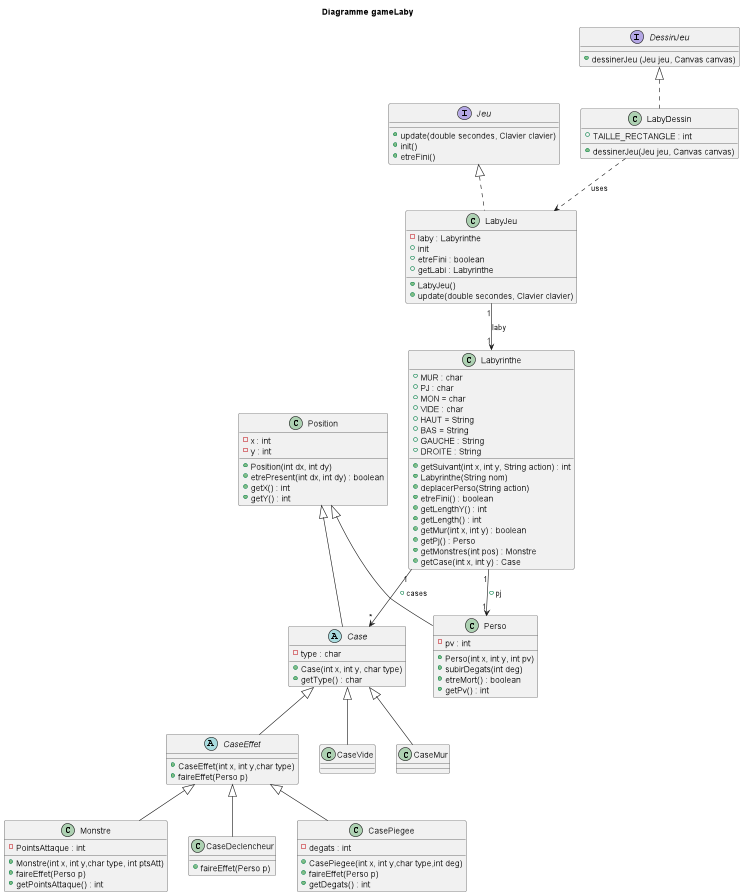 Diagramme gameLaby
I DessinJeu
dessinerJeu (Jeu jeu, Canvas canvas)
I Jeu
update(double secondes, Clavier clavier)
init()
etreFini()
C LabyDessin
TAILLE_RECTANGLE : int
dessinerJeu(Jeu jeu, Canvas canvas)
uses
C LabyJeu
laby : Labyrinthe
init
etreFini : boolean
getLabi : Labyrinthe
LabyJeu()
update(double secondes, Clavier clavier)
1
laby
1
C Labyrinthe
MUR : char
PJ : char
MON = char
VIDE : char
HAUT = String
BAS = String
GAUCHE : String
DROITE : String
getSuivant(int x, int y, String action) : int
Labyrinthe(String nom)
deplacerPerso(String action)
etreFini() : boolean
getLengthY() : int
getLength() : int
getMur(int x, int y) : boolean
getPj() : Perso
getMonstres(int pos) : Monstre
getCase(int x, int y) : Case
C Position
x : int
y : int
Position(int dx, int dy)
etrePresent(int dx, int dy) : boolean
getX() : int
getY() : int
1
cases
*
1
pj
1
A Case
type : char
Case(int x, int y, char type)
getType() : char
C Perso
pv : int
Perso(int x, int y, int pv)
subirDegats(int deg)
etreMort() : boolean
getPv() : int
A CaseEffet
CaseEffet(int x, int y,char type)
faireEffet(Perso p)
C CaseVide
C CaseMur
C Monstre
PointsAttaque : int
Monstre(int x, int y,char type, int ptsAtt)
faireEffet(Perso p)
getPointsAttaque() : int
C CaseDeclencheur
faireEffet(Perso p)
C CasePiegee
degats : int
CasePiegee(int x, int y,char type,int deg)
faireEffet(Perso p)
getDegats() : int